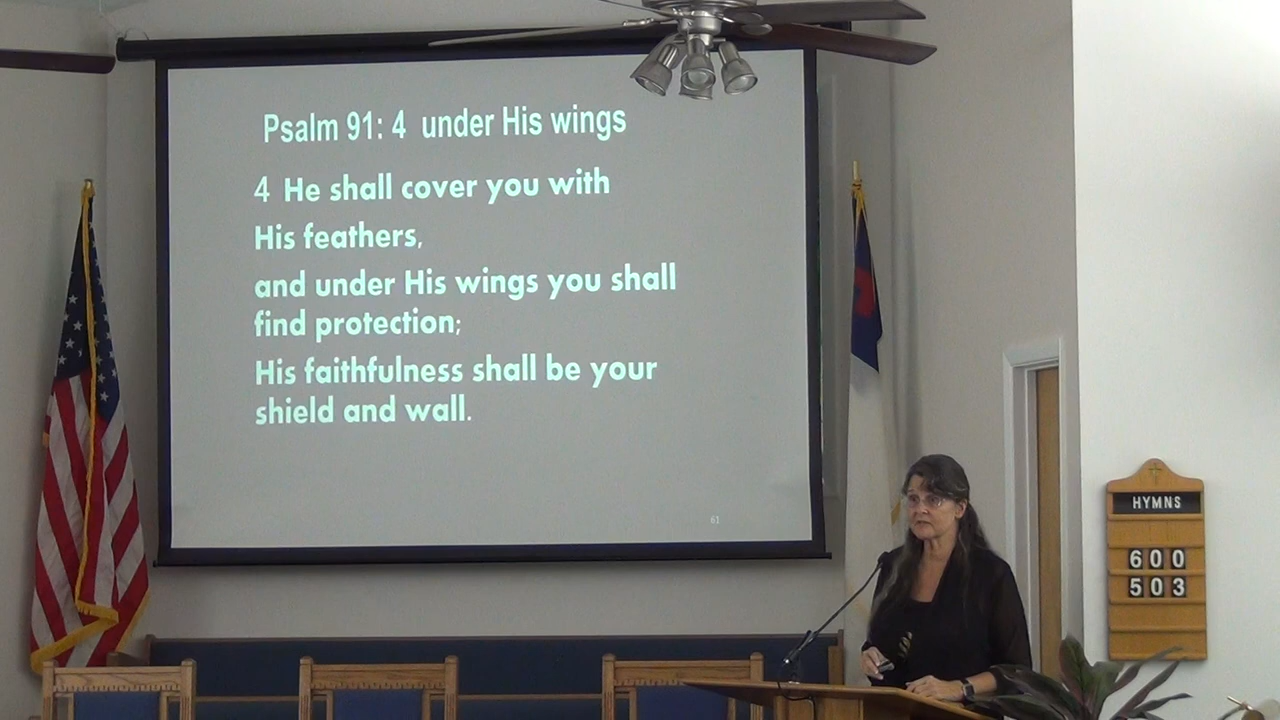 Psalm 91: 4 under His wings
4 He shall cover you with
His feathers,
and under His wings you shall
find protection;
His faithfulness shall be your
shield and wall.
61
HYMNS
600
503